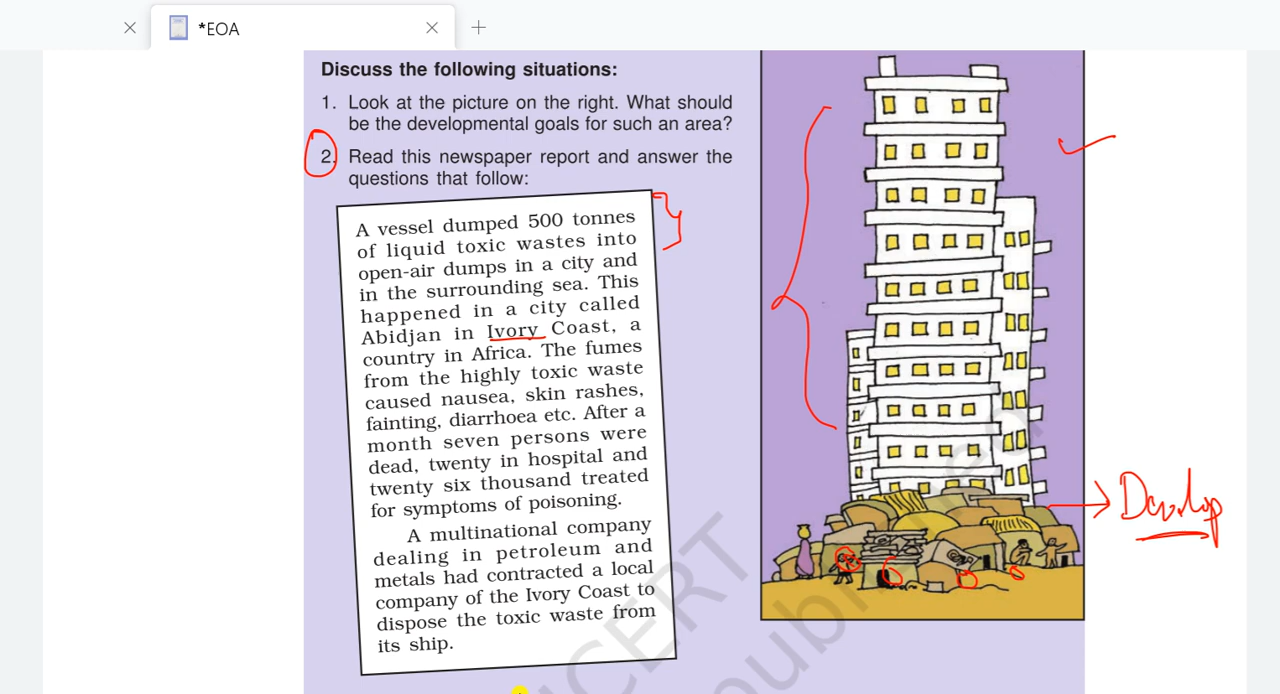 *EOA
Discuss the following situations:
1. Look at the picture on the right. What should
be the developmental goals for such an area?
2. Read this newspaper report and answer the
questions that follow:
A vessel dumped 500 tonnes
of liquid toxic wastes into
open-air dumps in a city and
in the surrounding sea. This
happened in a city called
Abidjan in Ivory Coast, a
country in Africa. The fumes
from the highly toxic waste
caused nausea, skin rashes,
fainting, diarrhoea etc. After a
month seven persons were
dead, twenty in hospital and
twenty six thousand treated
for symptoms of poisoning.
A multinational company
dealing in petroleum and
metals had contracted a local
company of the Ivory Coast to
dispose the toxic waste from
its ship.
Develop